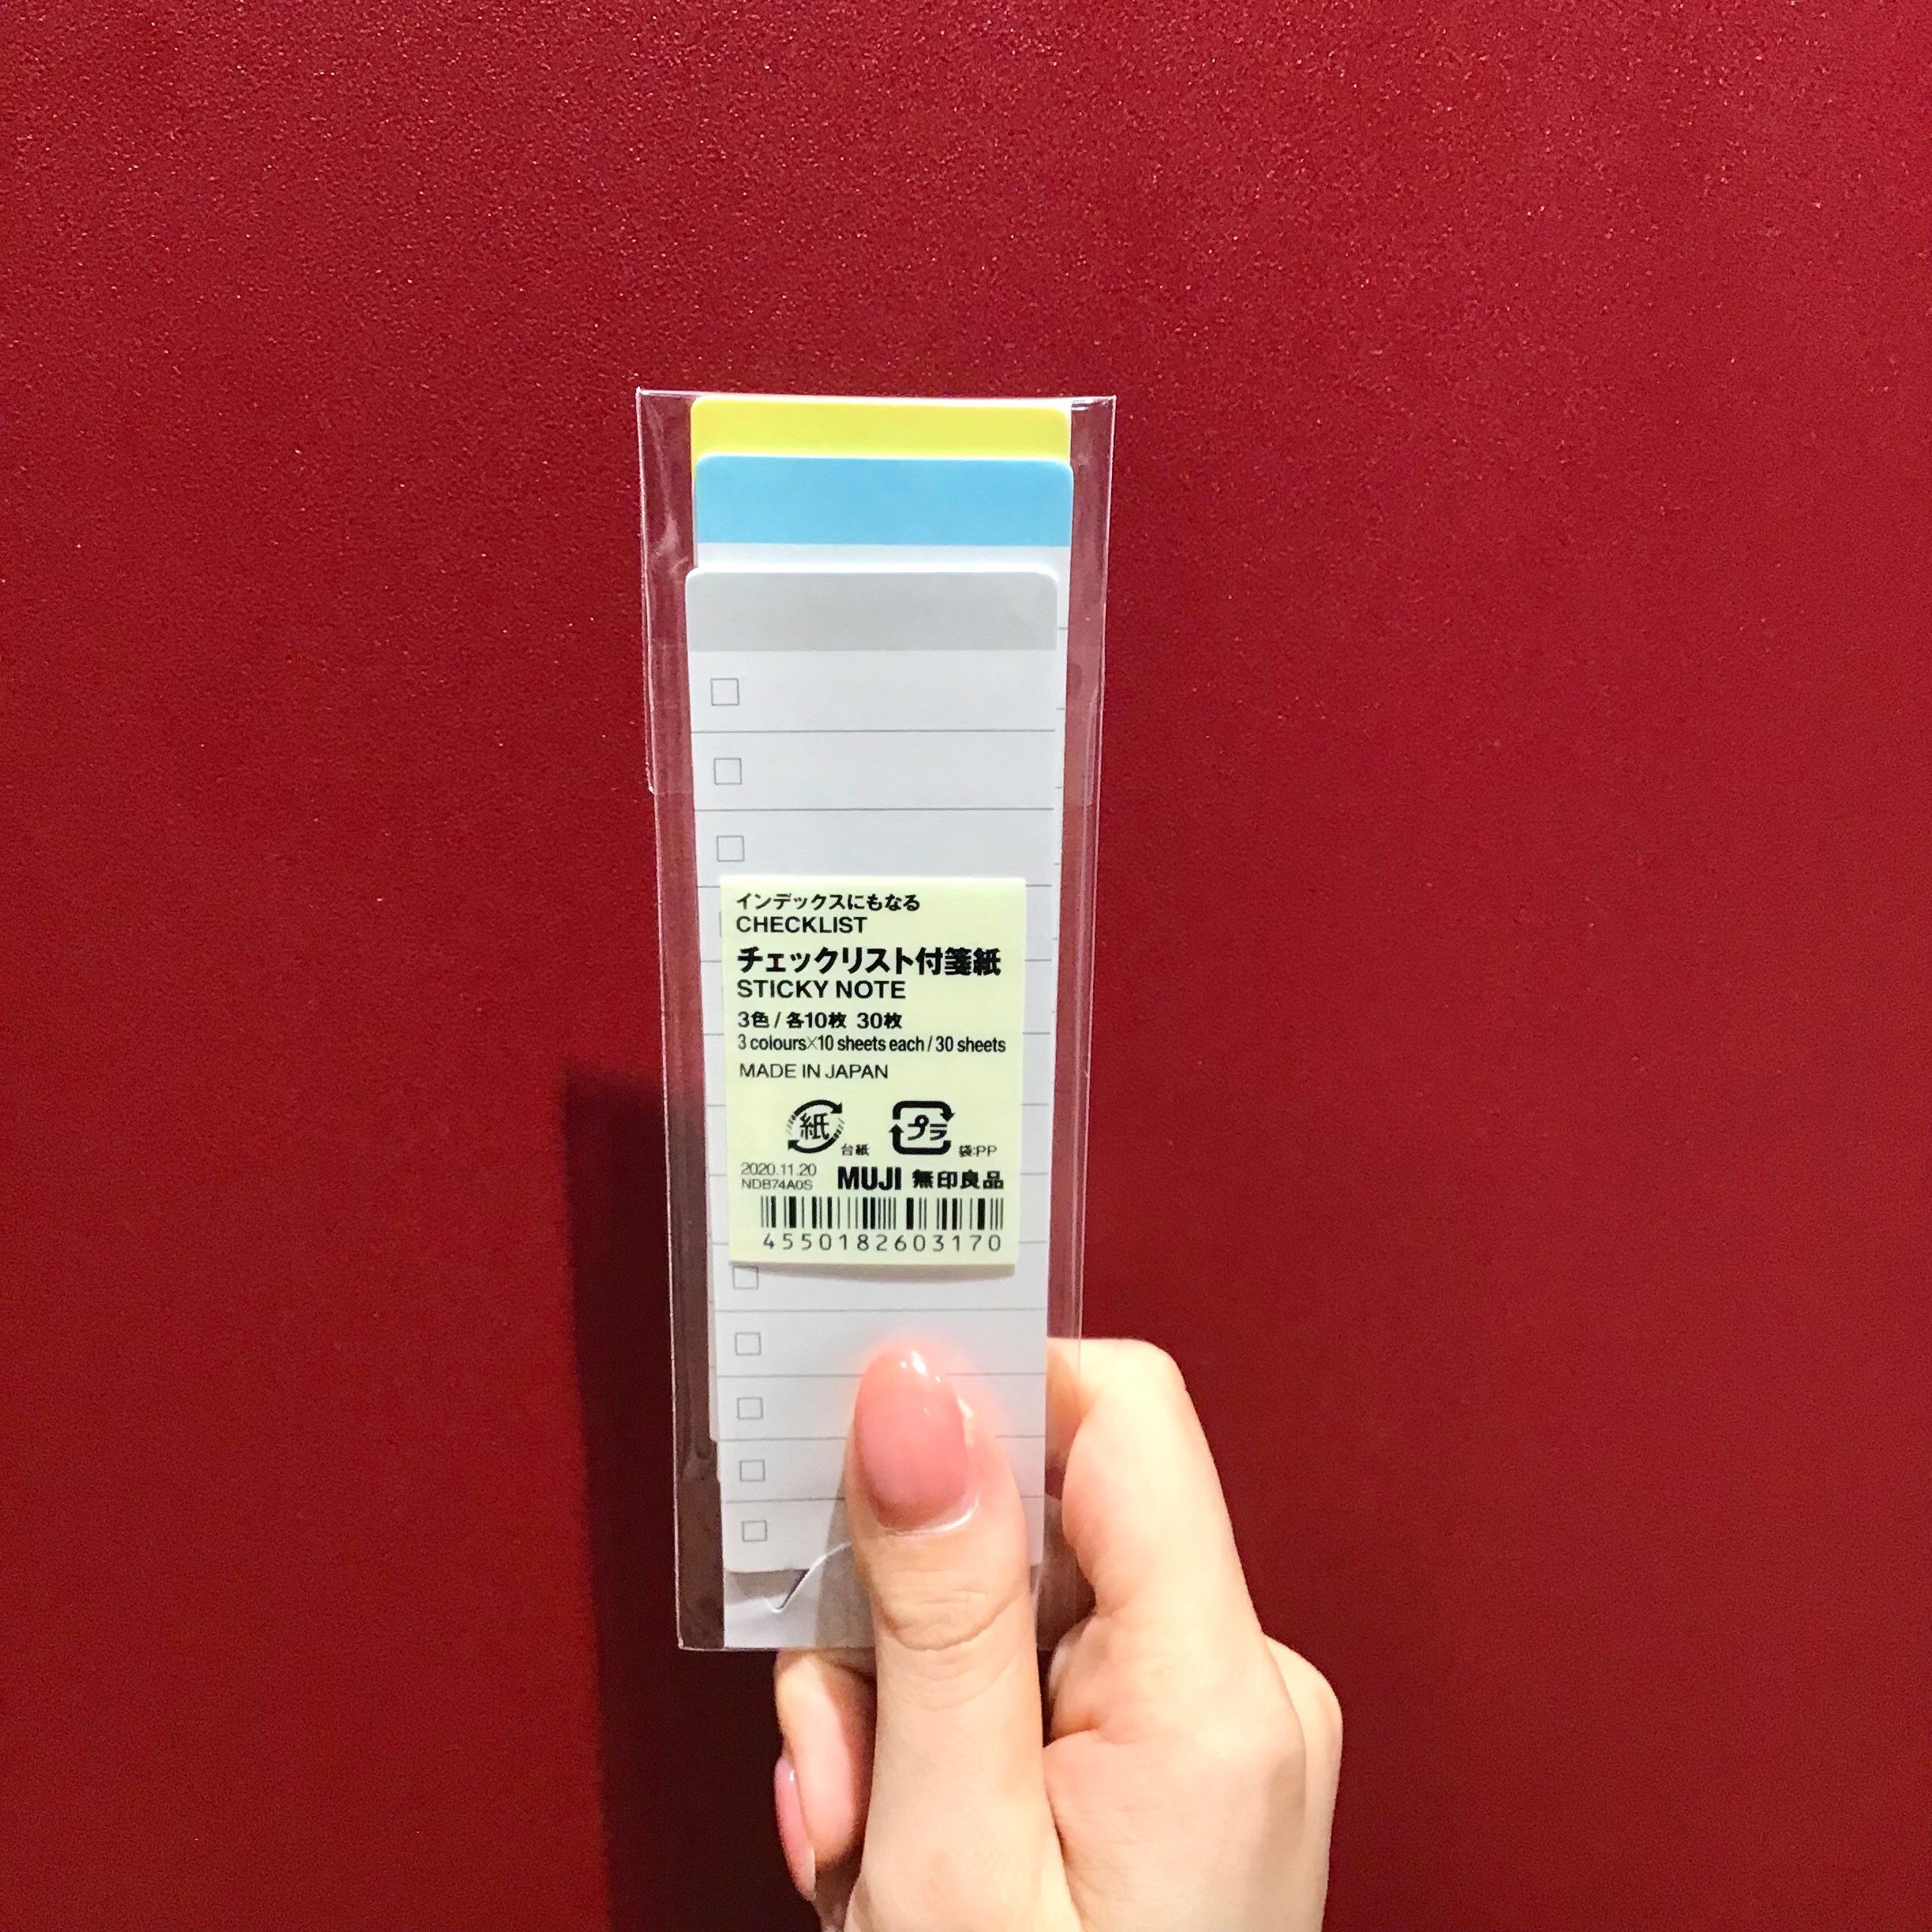 インデックスにもなる
CHECKLIST
チェックリスト付箋紙
STICKY NOTE
3色 / 各10枚 30枚
3 colours×10 sheets each / 30 sheets
MADE IN JAPAN
紙 台紙 プラ 袋:PP
2020.11.20
NDB74A0S MUJI 無印良品
4550182603170